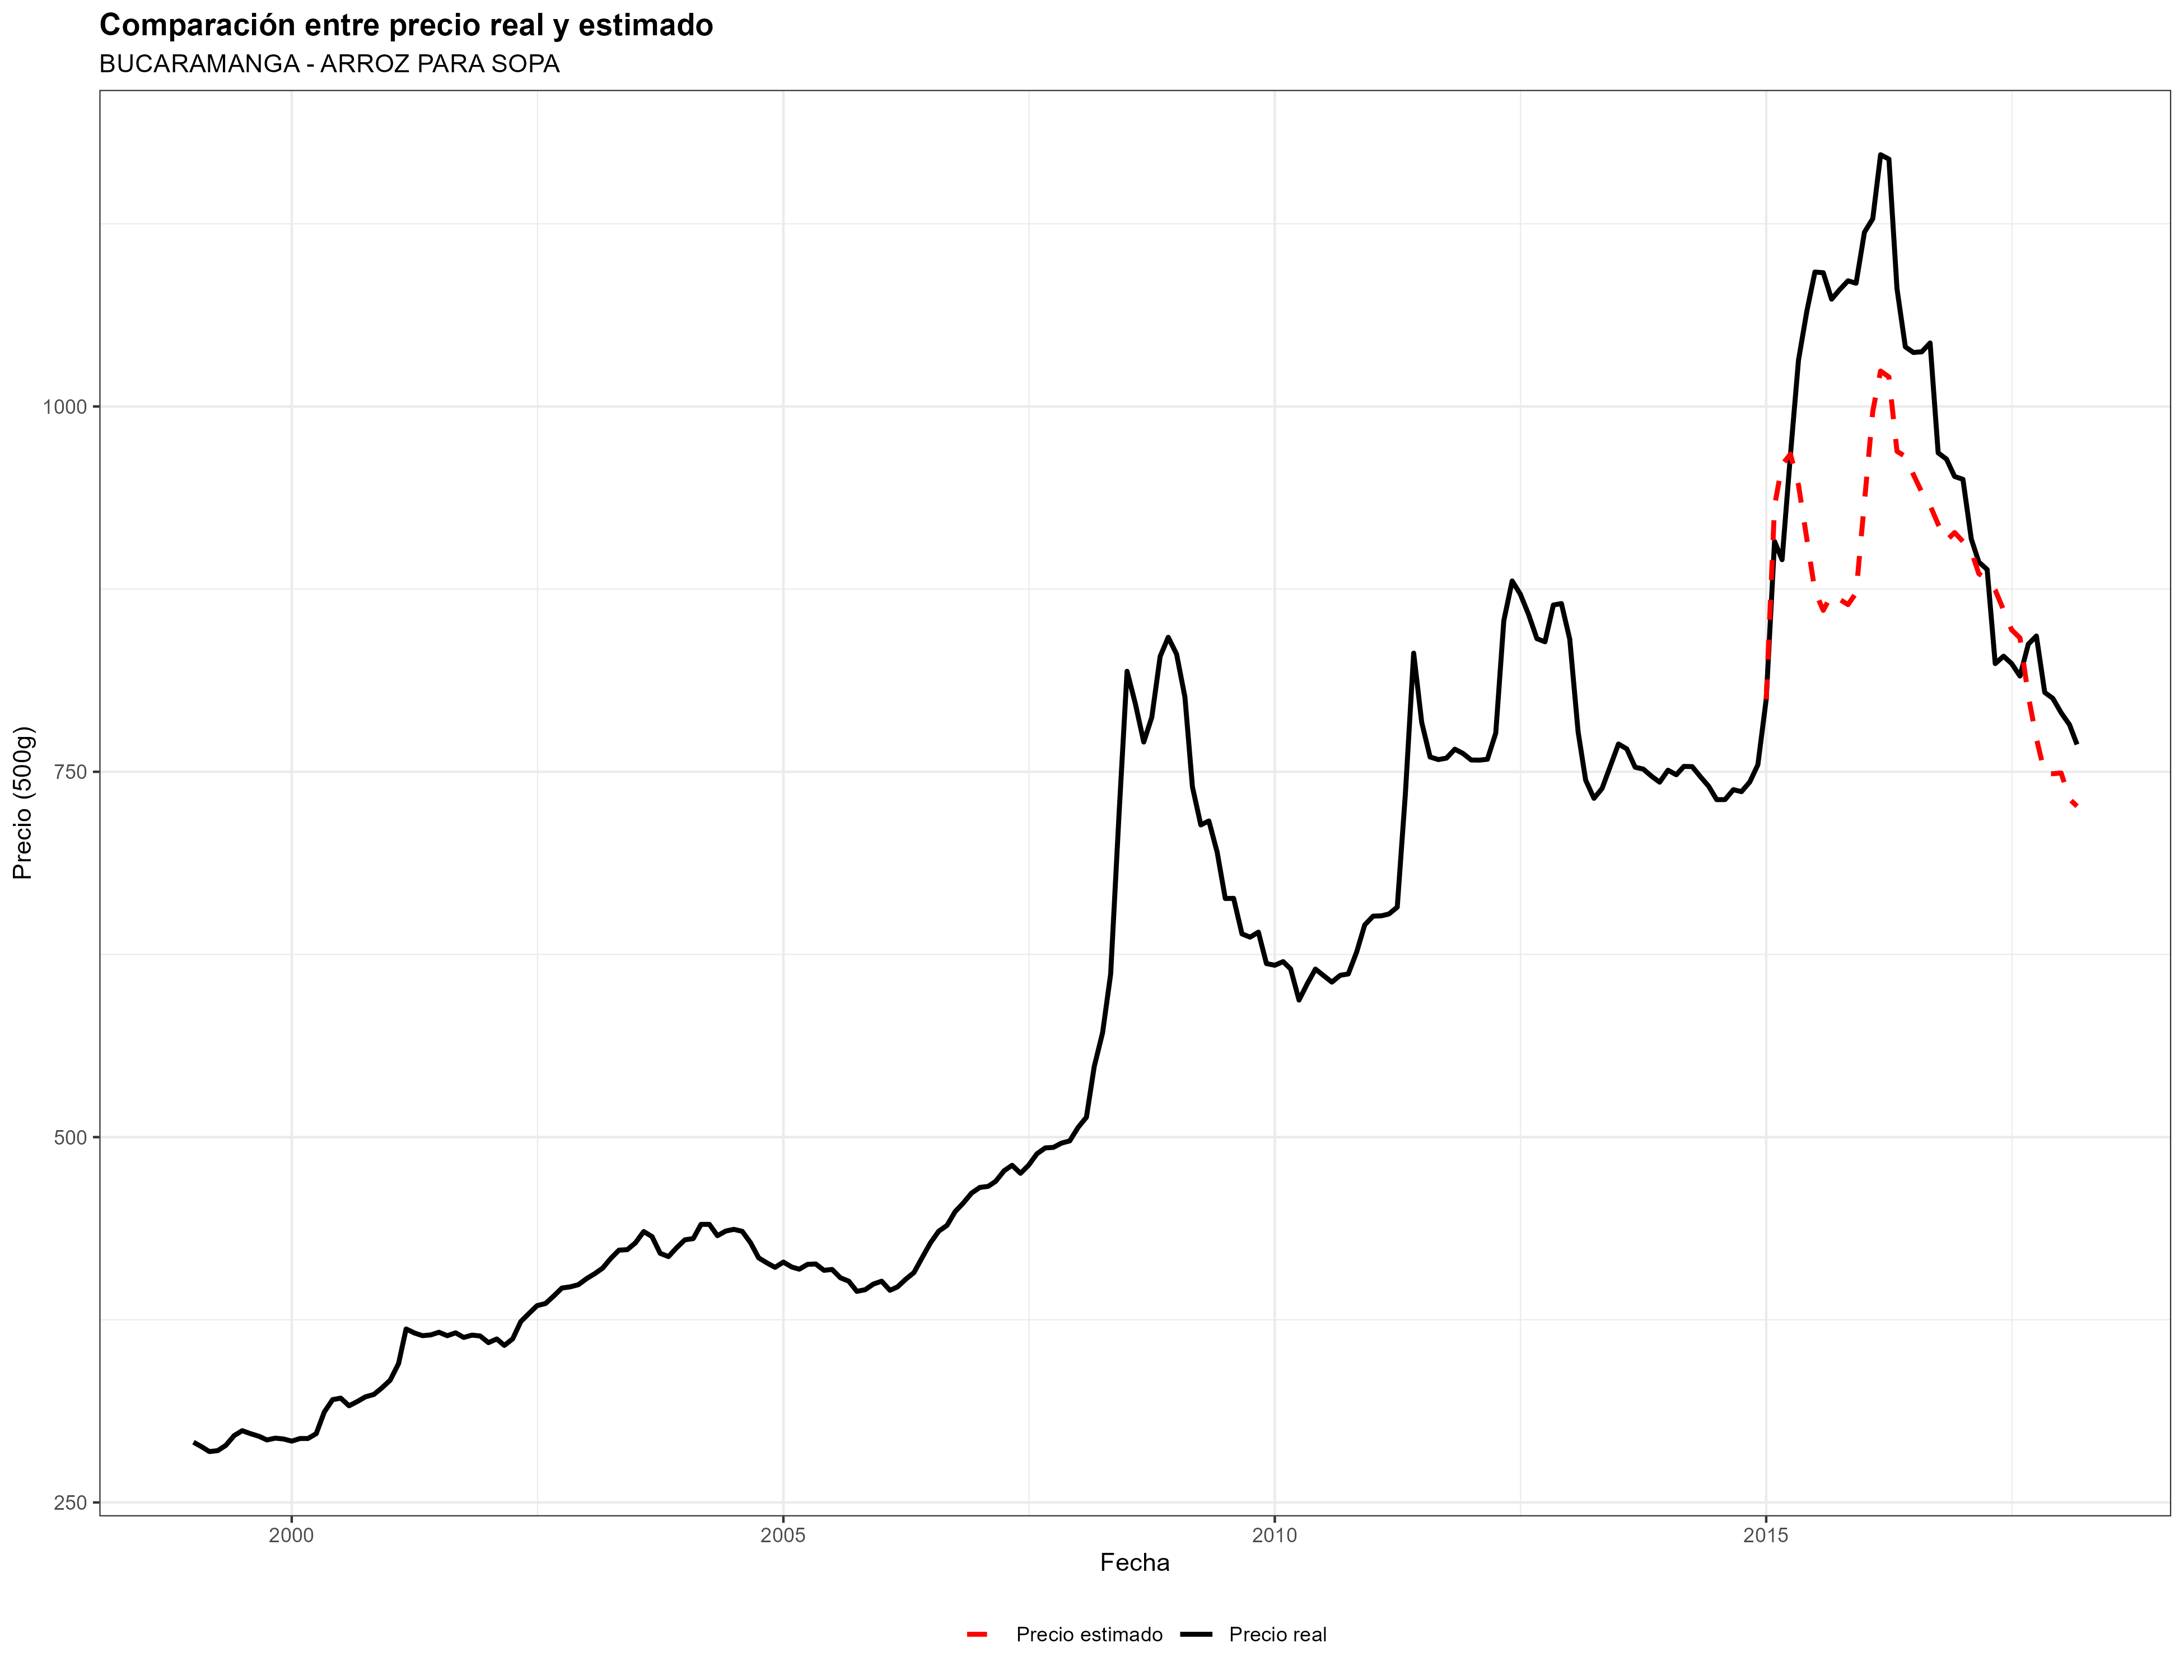 Comparación entre precio real y estimado
BUCARAMANGA - ARROZ PARA SOPA
Precio (500g)
1000
750
500
250
2000 2005 2010 2015
Fecha
Precio estimado Precio real